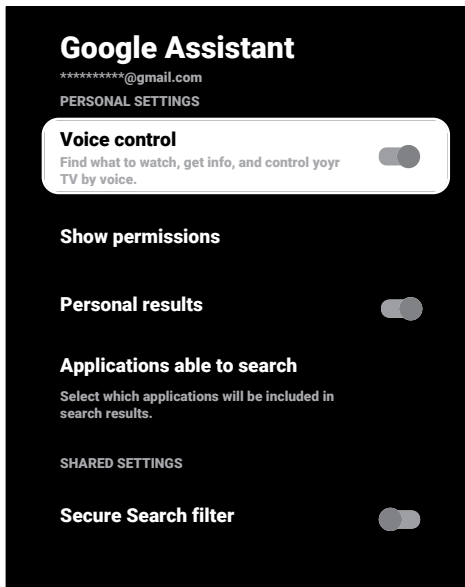 Google Assistant
**********@gmail.com
PERSONAL SETTINGS
Voice control
Find what to watch, get info, and control yoyr
TV by voice.
Show permissions
Personal results
Applications able to search
Select which applications will be included in
search results.
SHARED SETTINGS
Secure Search filter